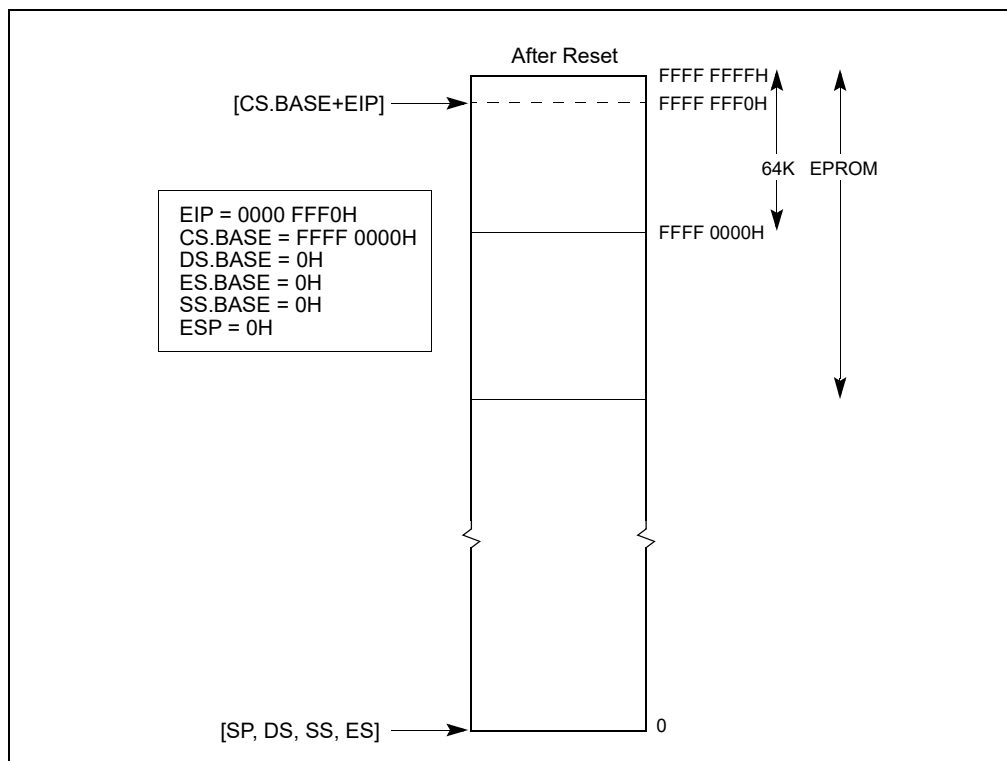 After Reset
FFFF FFFFH
[CS.BASE+EIP]
FFFF FFF0H
64K EPROM
EIP = 0000 FFF0H
CS.BASE = FFFF 0000H
DS.BASE = 0H
ES.BASE = 0H
SS.BASE = 0H
ESP = 0H
FFFF 0000H
[SP, DS, SS, ES]
0